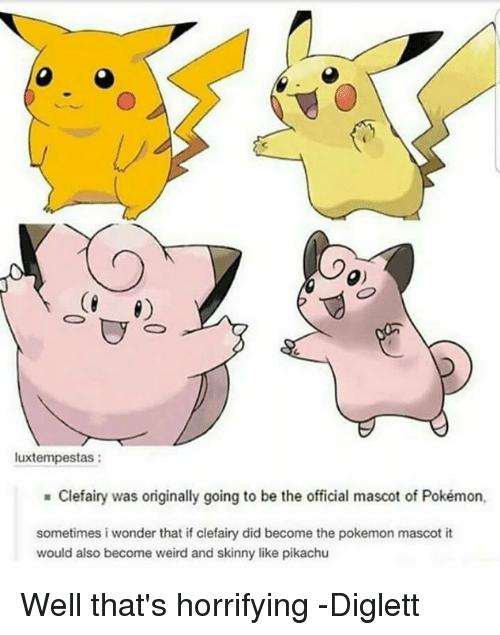 luxtempestas :
▪ Clefairy was originally going to be the official mascot of Pokémon,
sometimes i wonder that if clefairy did become the pokemon mascot it
would also become weird and skinny like pikachu
Well that's horrifying -Diglett